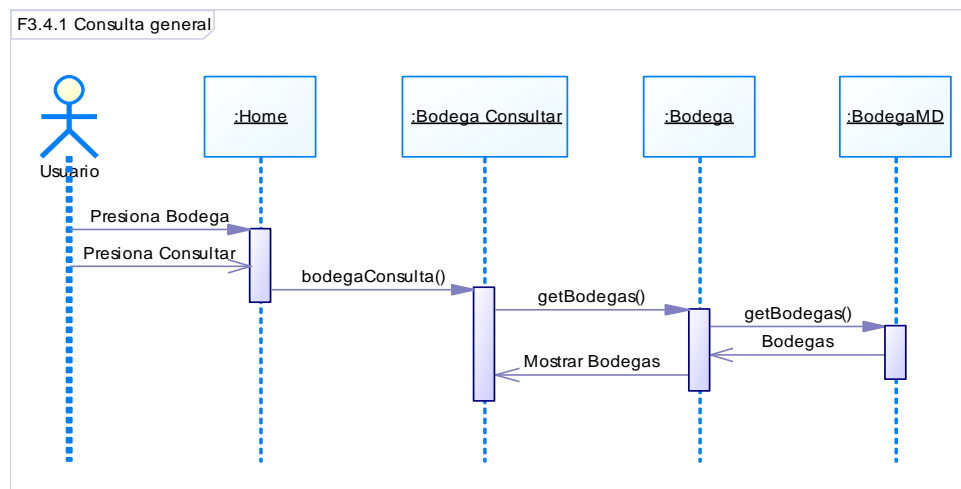 F3.4.1 Consulta general
:Home
:Bodega Consultar
:Bodega
:BodegaMD
Usuario
Presiona Bodega
Presiona Consultar
bodegaConsulta()
getBodegas()
getBodegas()
Bodegas
Mostrar Bodegas